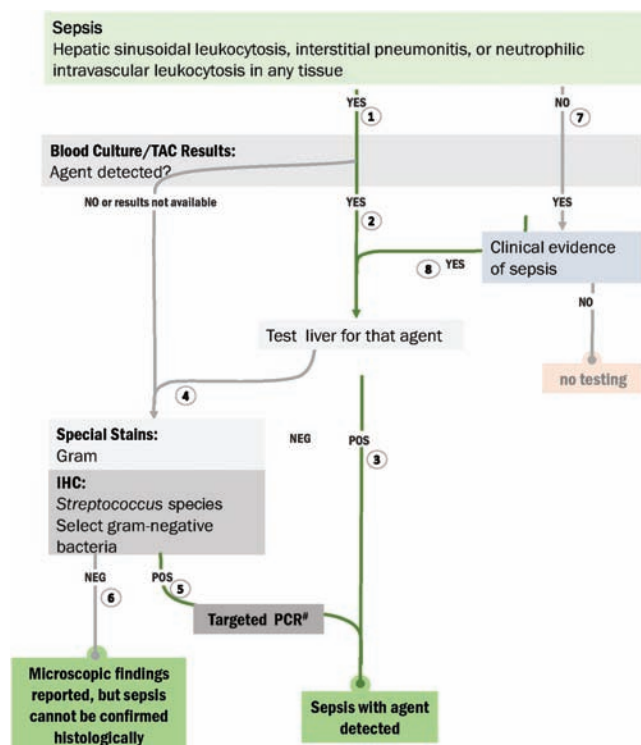 Sepsis
Hepatic sinusoidal leukocytosis, interstitial pneumonitis, or neutrophilic
intravascular leukocytosis in any tissue
YES
NO
1
7
Blood Culture/TAC Results:
Agent detected?
NO or results not available
YES
YES
2
8
YES
Clinical evidence
of sepsis
NO
Test liver for that agent
no testing
4
Special Stains:
Gram
NEG
POS
3
IHC:
Streptococcus species
Select gram-negative
bacteria
NEG
6
POS
5
Targeted PCR#
Microscopic findings
reported, but sepsis
cannot be confirmed
histologically
Sepsis with agent
detected